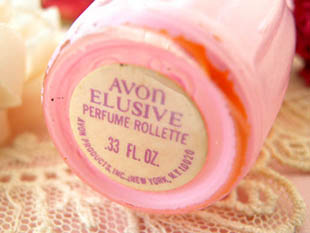 AVON
ELUSIVE
PERFUME ROLLETTE
.33 FL. OZ.
AVON PRODUCTS, INC., NEW YORK, N.Y. 10020